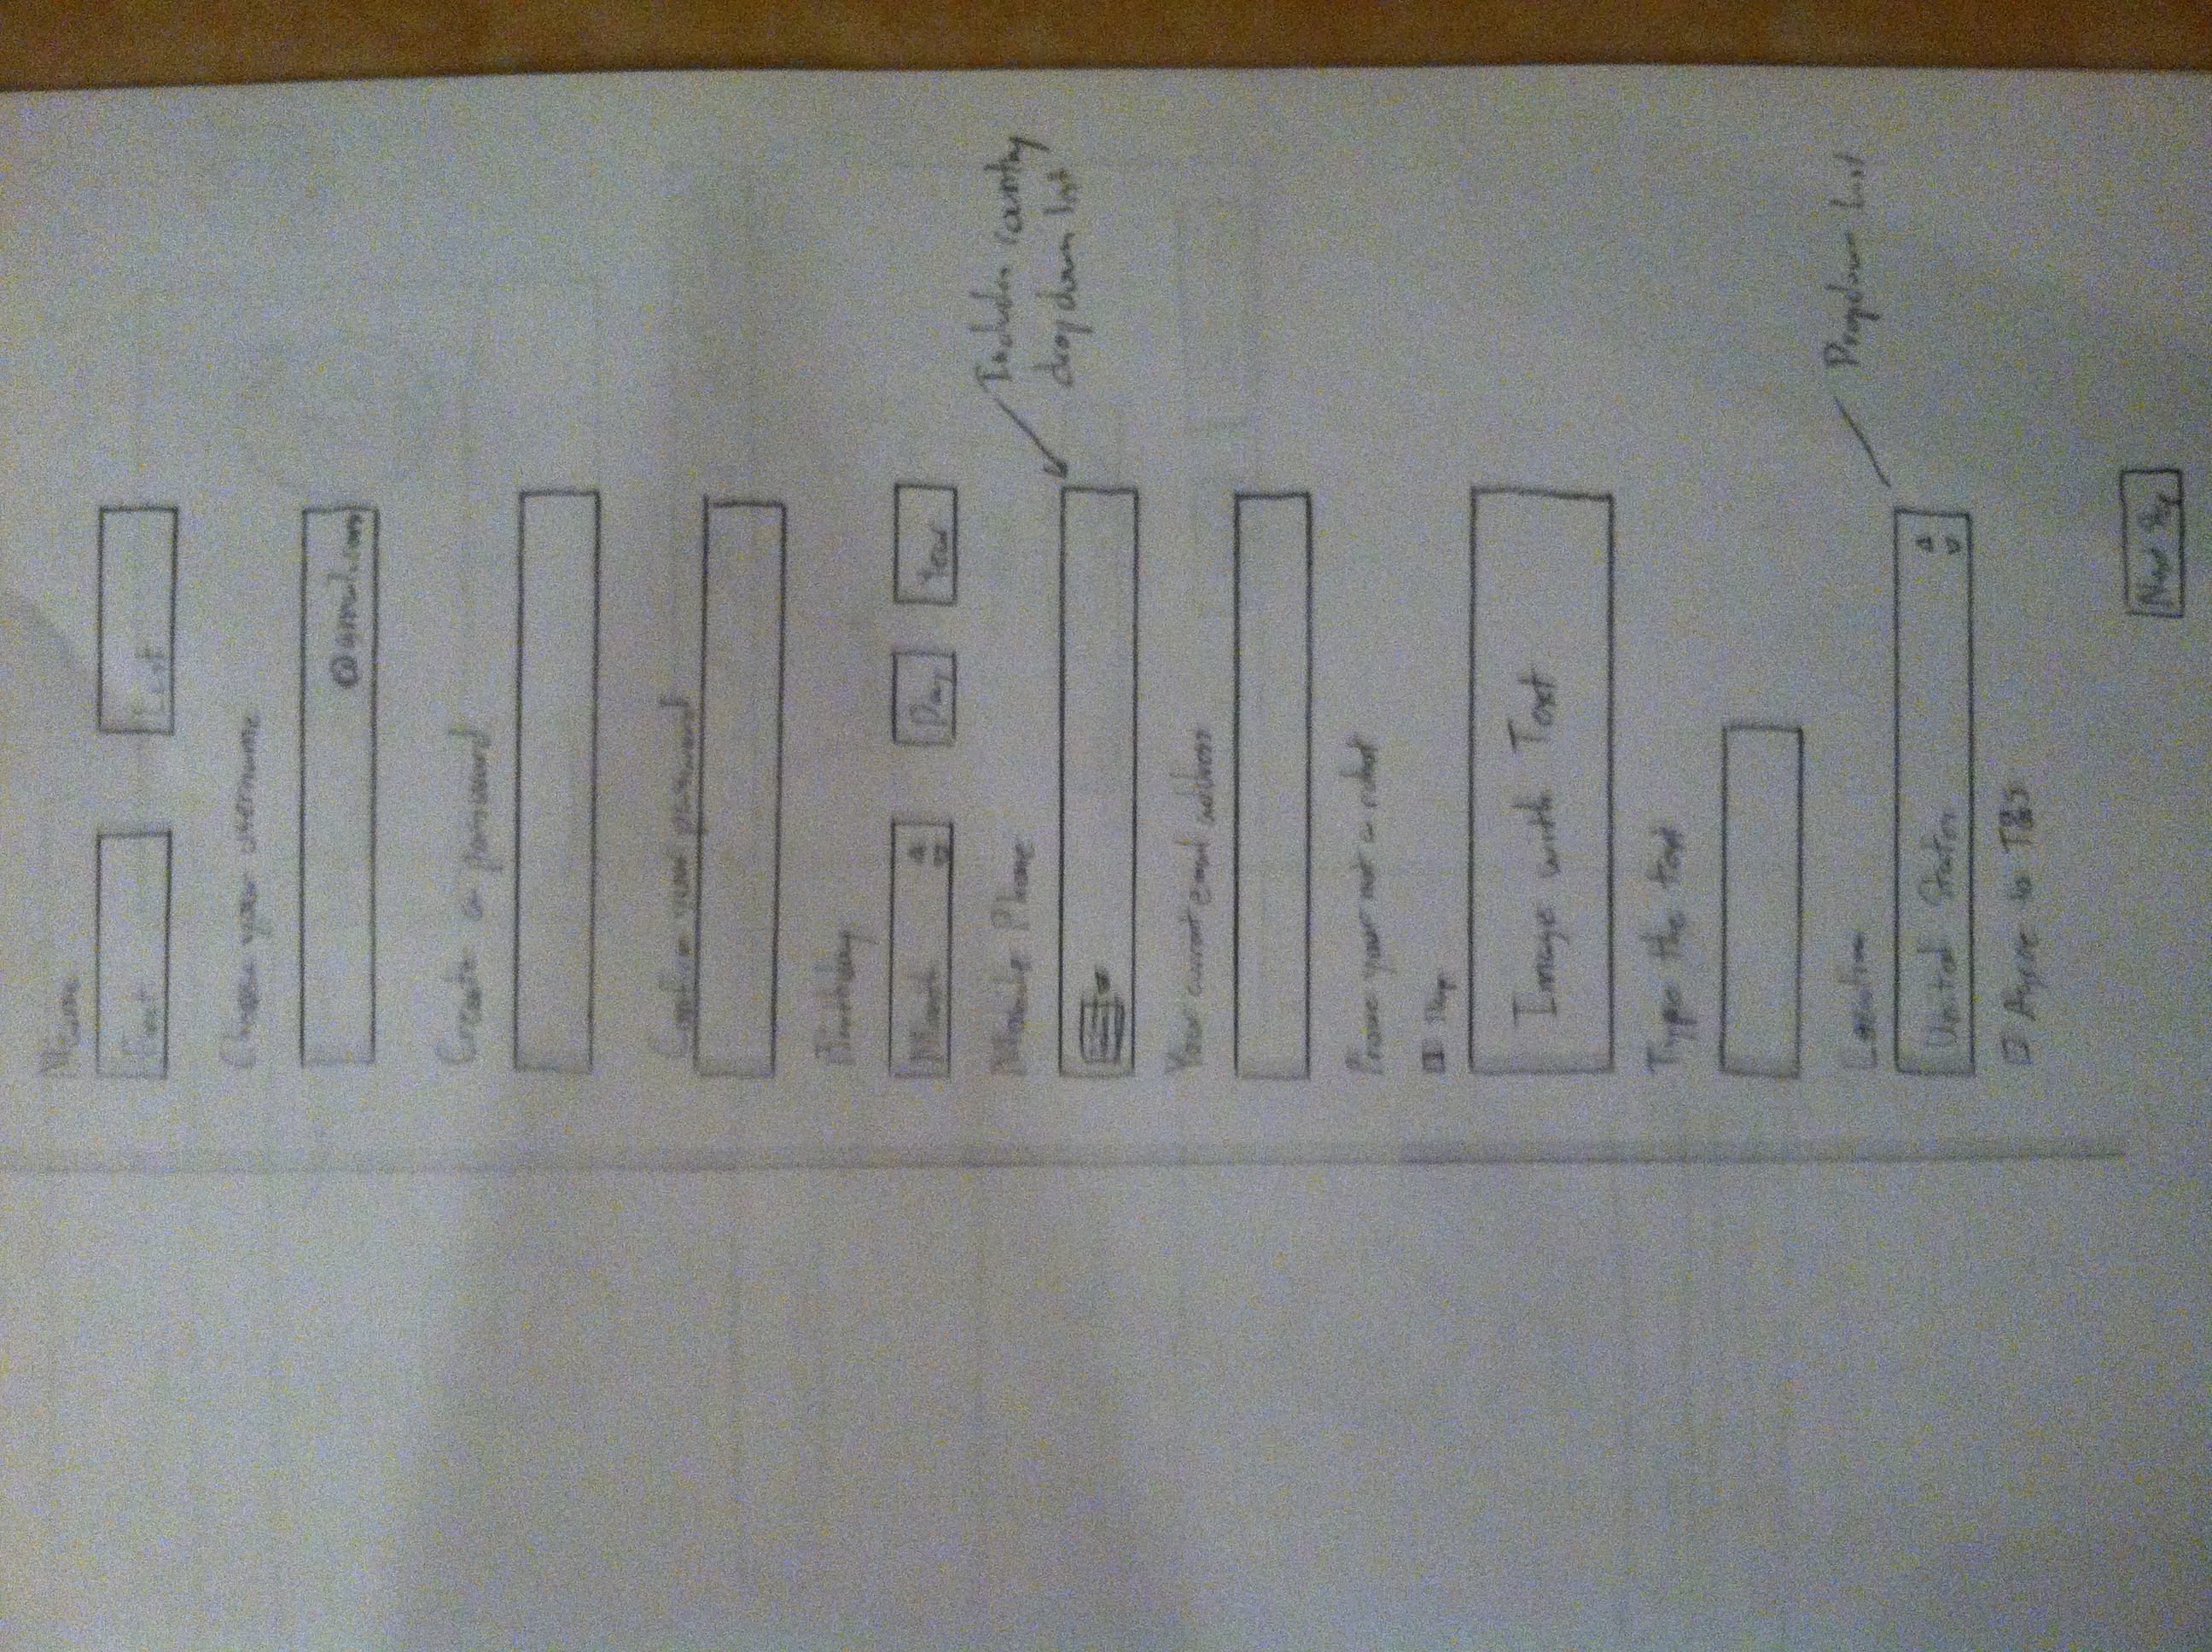 Name
First
Last
Choose your username
@gmail.com
Create a password
Confirm your password
Birthday
Month
Day
Year
Mobile Phone
Includes country
dropdown list
Your current email address
Prove your not a robot
Skip
Image with Text
Type the text
Location
Dropdown List
United States
Agree to T&S
Next Step